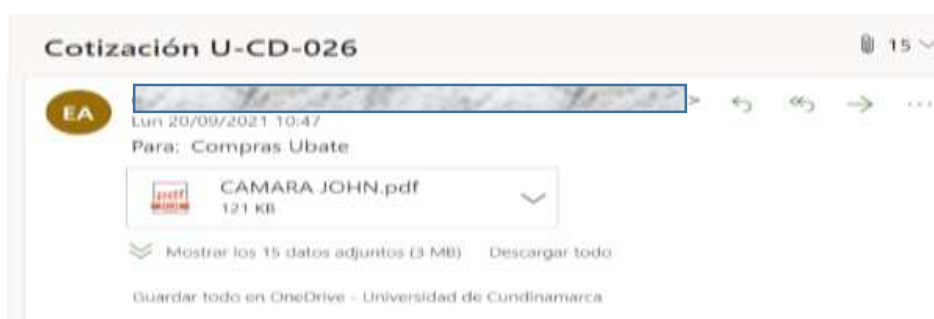 Cotización U-CD-026
15
EA
>
Lun 20/09/2021 10:47
Para: Compras Ubate
pdf
CAMARA JOHN.pdf
121 KB
Mostrar los 15 datos adjuntos (3 MB) Descargar todo
Guardar todo en OneDrive - Universidad de Cundinamarca